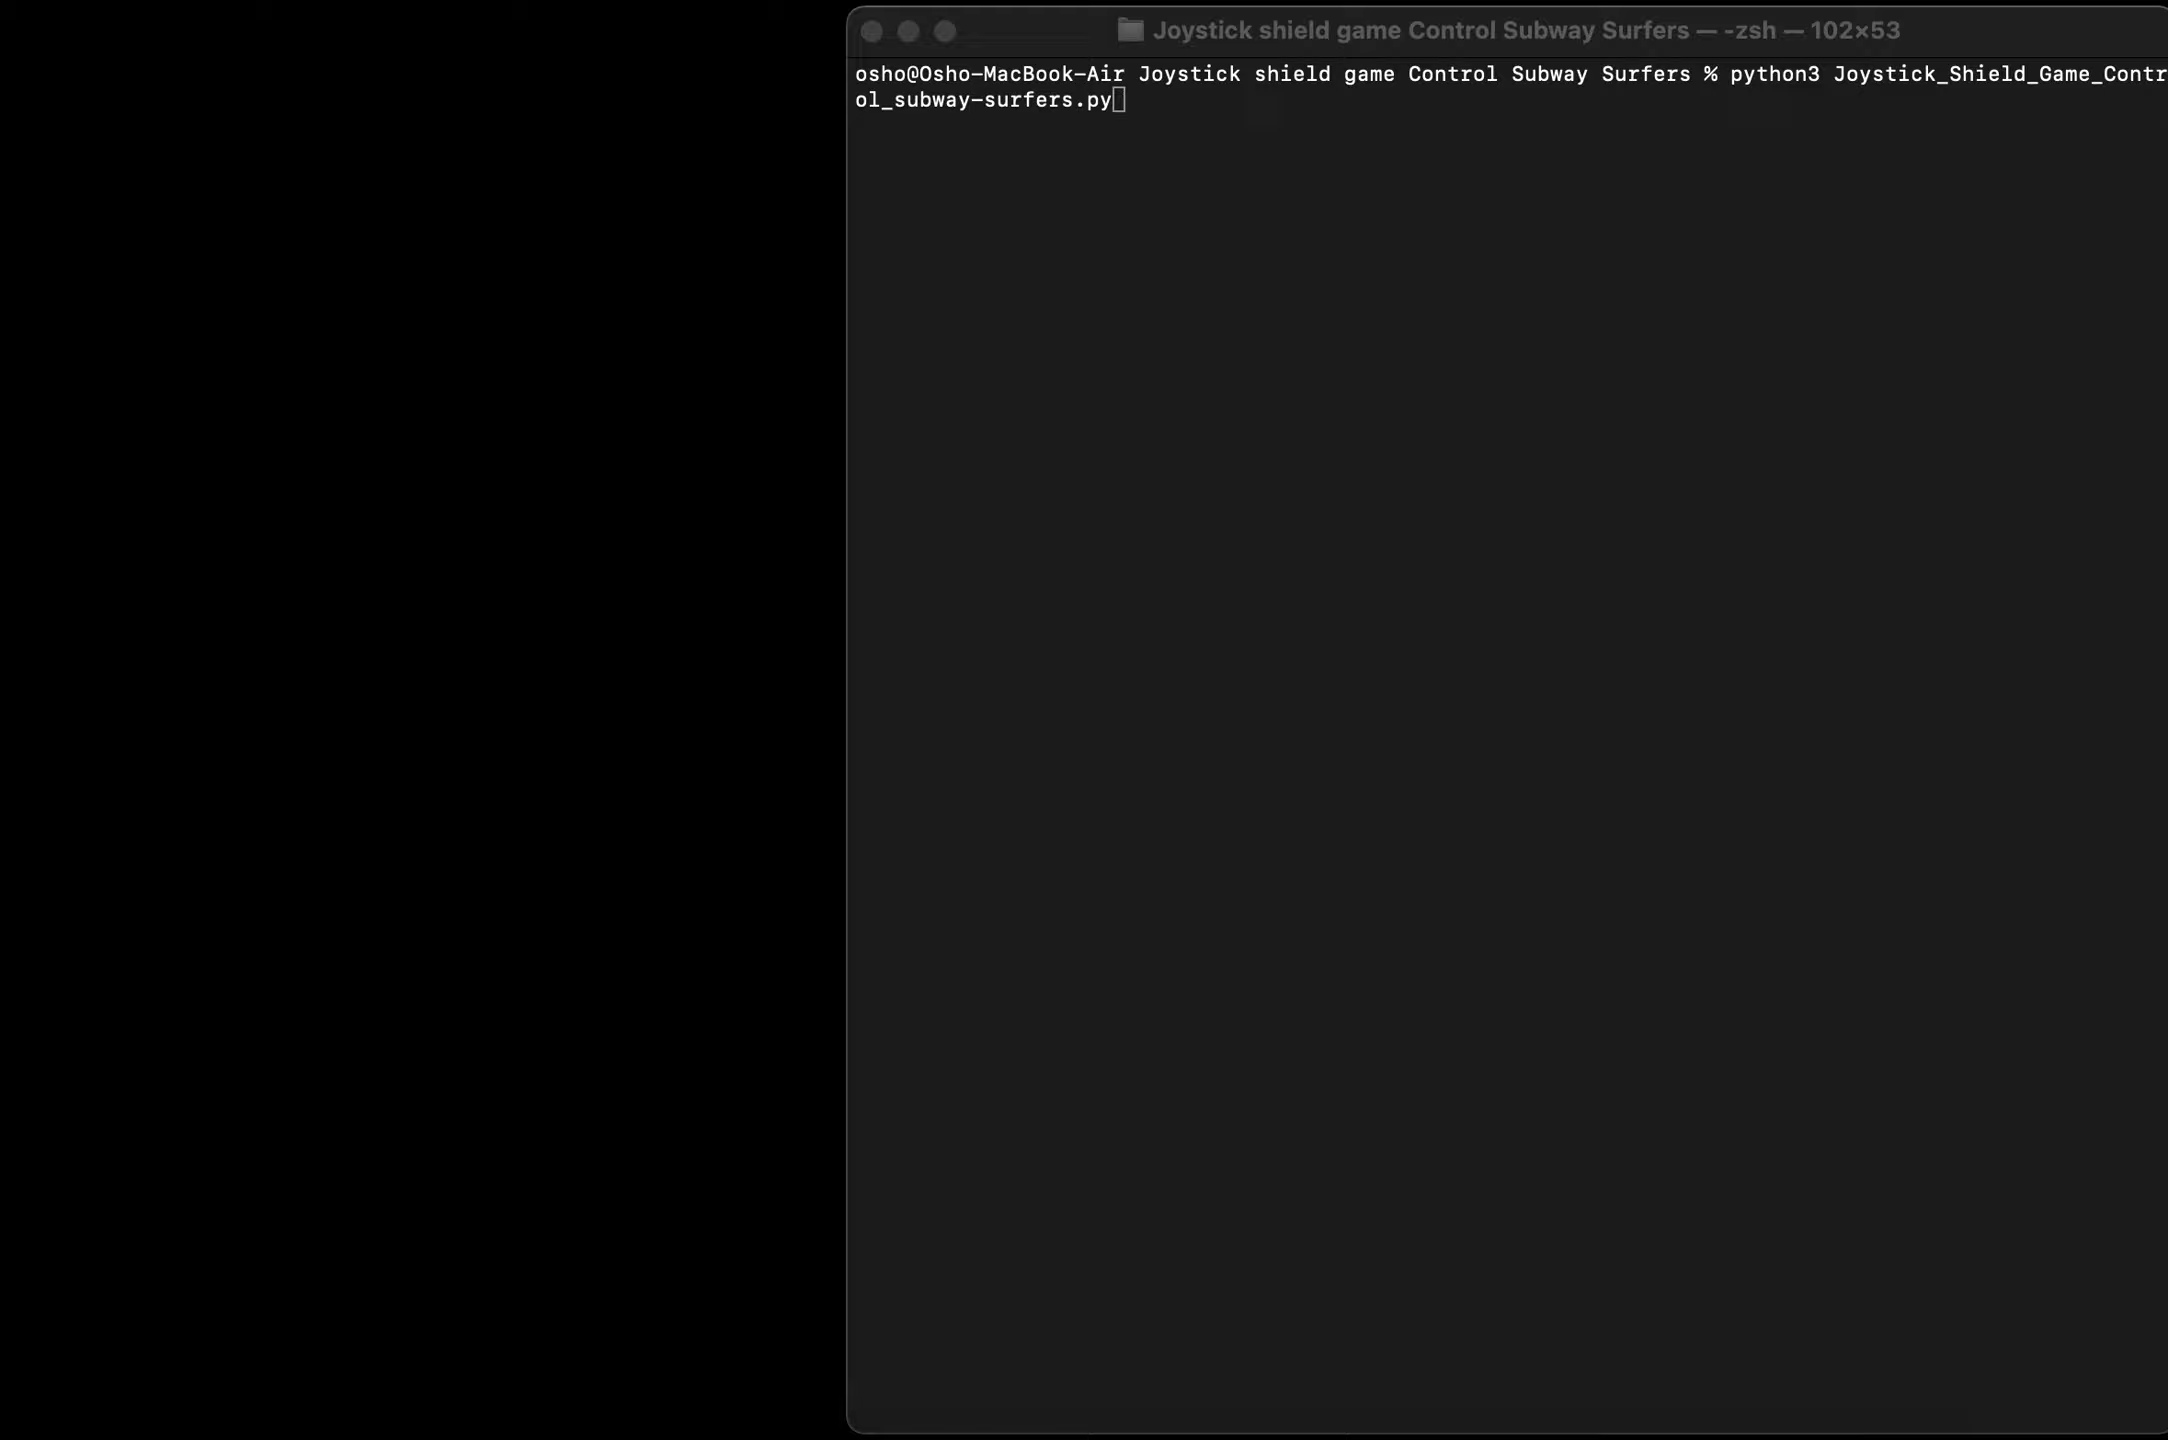 Joystick shield game Control Subway Surfers — -zsh — 102×53
osho@Osho-MacBook-Air Joystick shield game Control Subway Surfers % python3 Joystick_Shield_Game_Contr
ol_subway-surfers.py